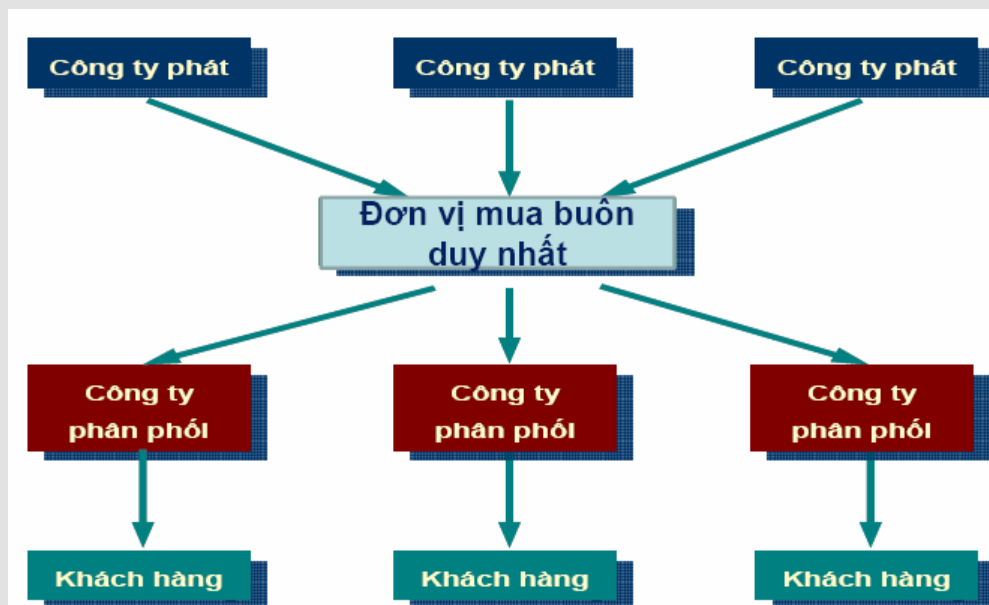 Công ty phát
Công ty phát
Công ty phát
Đơn vị mua buôn
duy nhất
Công ty
phân phối
Công ty
phân phối
Công ty
phân phối
Khách hàng
Khách hàng
Khách hàng